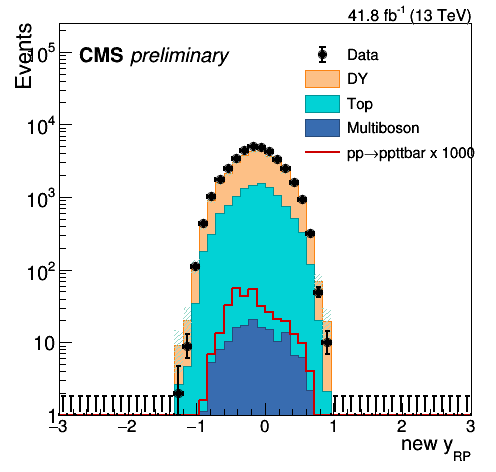 41.8 fb⁻¹ (13 TeV)
Events
CMS preliminary
Data
DY
Top
Multiboson
pp→ppttbar x 1000
10⁵
10⁴
10³
10²
10
1
−3 −2 −1 0 1 2 3
new y_RP